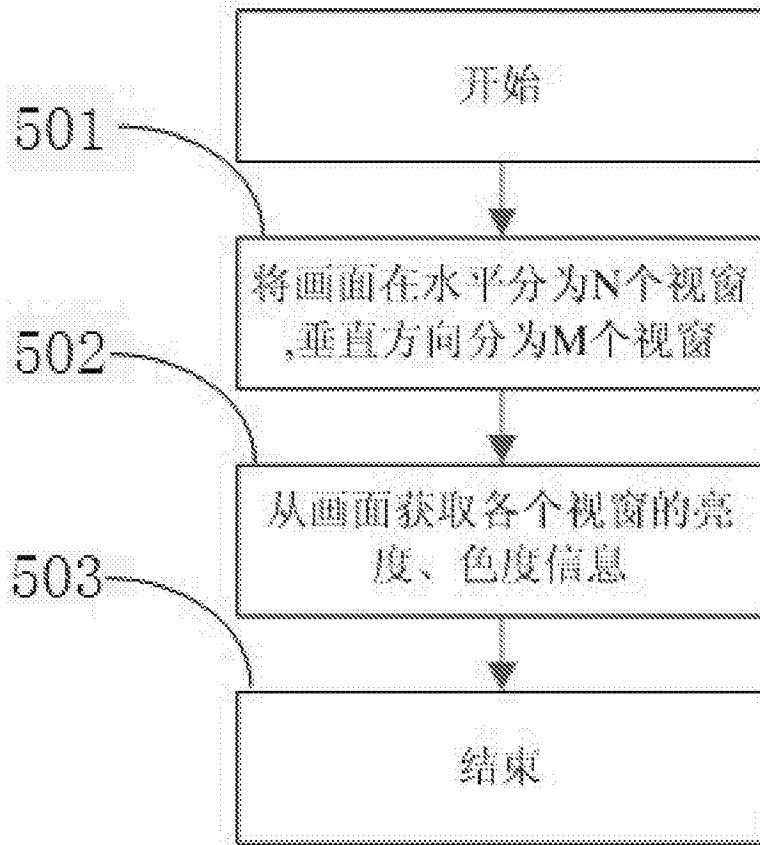 开始
501
将画面在水平分为N个视窗
,垂直方向分为M个视窗
502
从画面获取各个视窗的亮
度、色度信息
503
结束